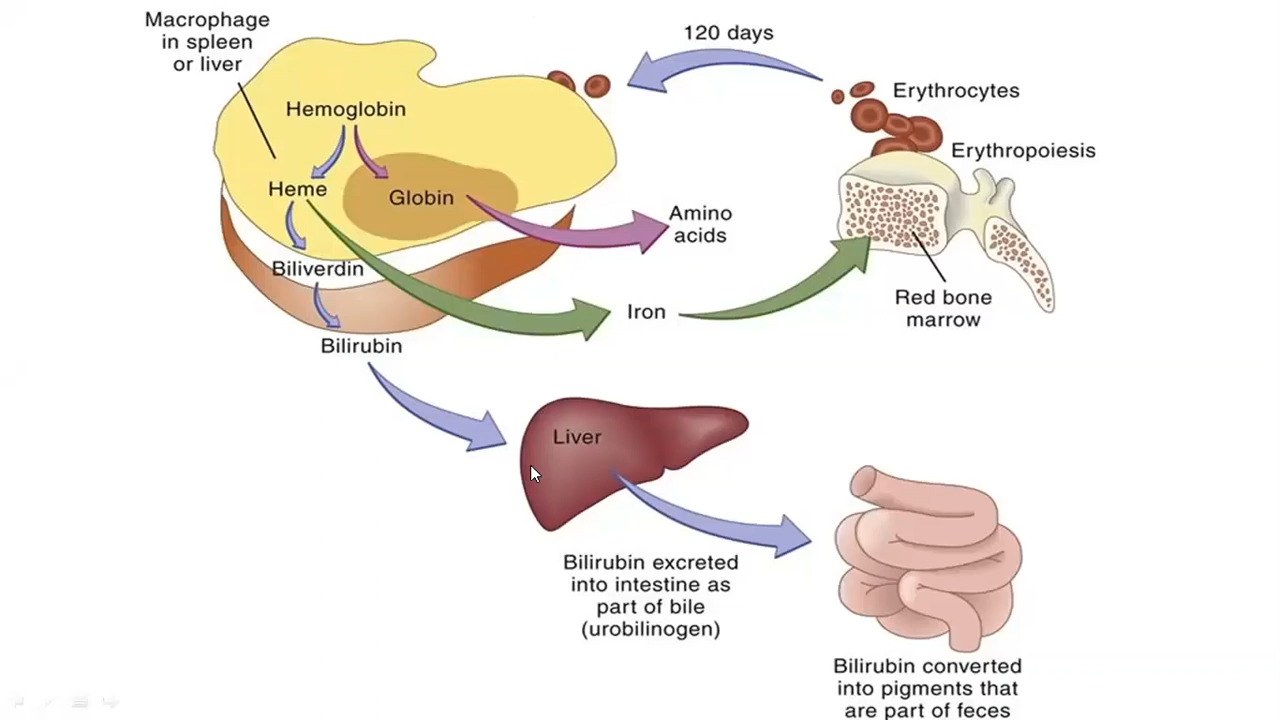 Macrophage
in spleen
or liver
120 days
Erythrocytes
Hemoglobin
Erythropoiesis
Heme
Globin
Amino
acids
Biliverdin
Iron
Red bone
marrow
Bilirubin
Liver
Bilirubin excreted
into intestine as
part of bile
(urobilinogen)
Bilirubin converted
into pigments that
are part of feces